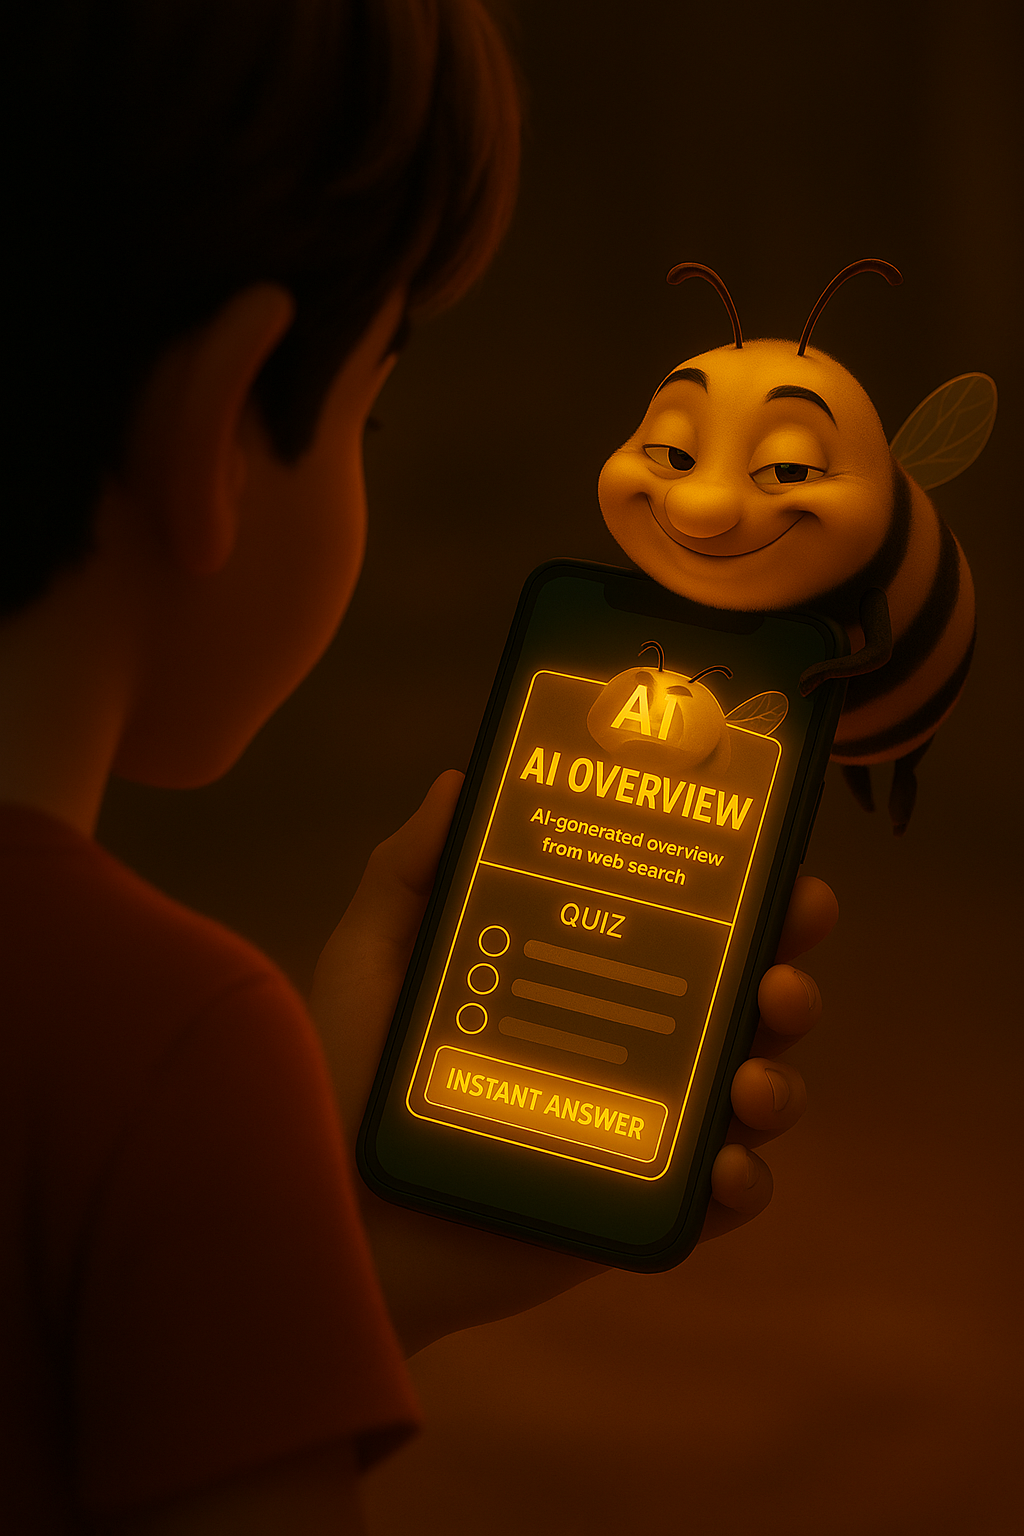 AI
AI OVERVIEW
AI-gonerated overview
from web search
QUIZ
INSTANT ANSWER